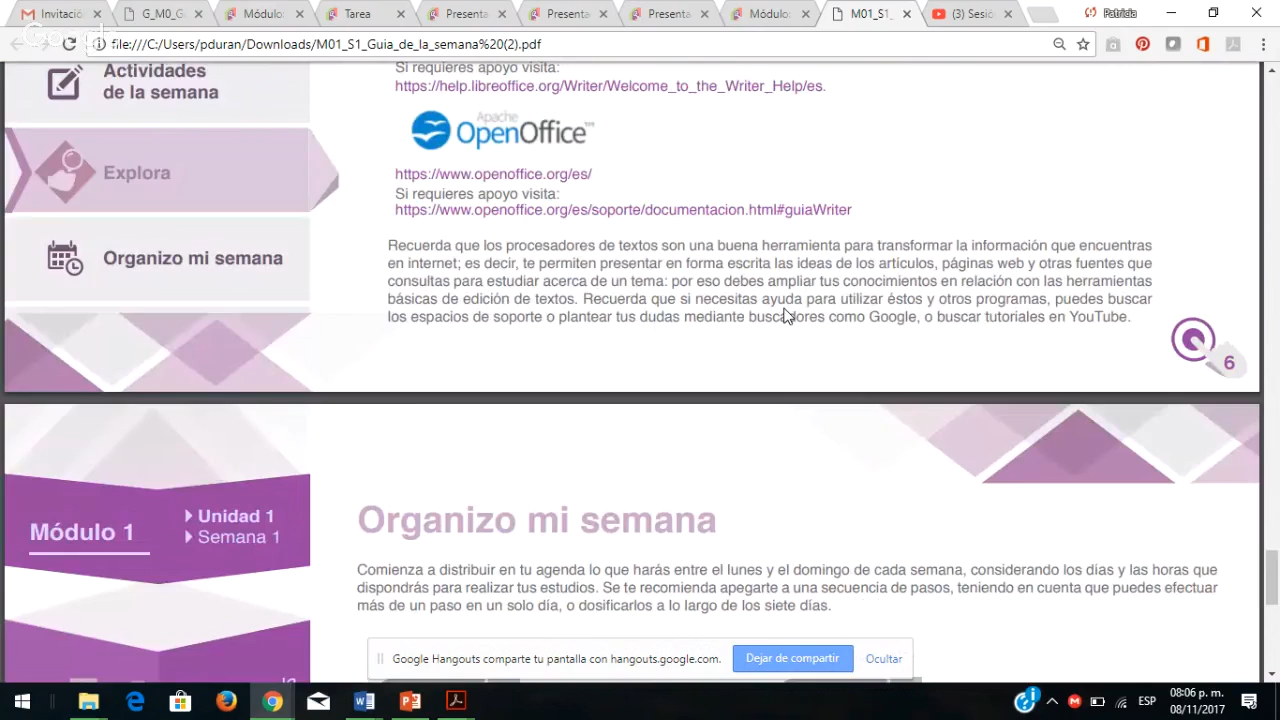 Invitació
G_M0_G
Módulo:
Tarea
Presenta
Presenta
Presenta
Módulo:
M01_S1_
(3) Sesió
Patricia
Google
file:///C:/Users/pduran/Downloads/M01_S1_Guia_de_la_semana%20(2).pdf
Actividades
de la semana
Explora
Organizo mi semana
Si requieres apoyo visita:
https://help.libreoffice.org/Writer/Welcome_to_the_Writer_Help/es.
Apache
OpenOffice™
https://www.openoffice.org/es/
Si requieres apoyo visita:
https://www.openoffice.org/es/soporte/documentacion.html#guiaWriter
Recuerda que los procesadores de textos son una buena herramienta para transformar la información que encuentras
en internet; es decir, te permiten presentar en forma escrita las ideas de los artículos, páginas web y otras fuentes que
consultas para estudiar acerca de un tema: por eso debes ampliar tus conocimientos en relación con las herramientas
básicas de edición de textos. Recuerda que si necesitas ayuda para utilizar éstos y otros programas, puedes buscar
los espacios de soporte o plantear tus dudas mediante buscadores como Google, o buscar tutoriales en YouTube.
6
Módulo 1
Unidad 1
Semana 1
Organizo mi semana
Comienza a distribuir en tu agenda lo que harás entre el lunes y el domingo de cada semana, considerando los días y las horas que
dispondrás para realizar tus estudios. Se te recomienda apegarte a una secuencia de pasos, teniendo en cuenta que puedes efectuar
más de un paso en un solo día, o dosificarlos a lo largo de los siete días.
Google Hangouts comparte tu pantalla con hangouts.google.com.
Dejar de compartir
Ocultar
ESP
08:06 p. m.
08/11/2017